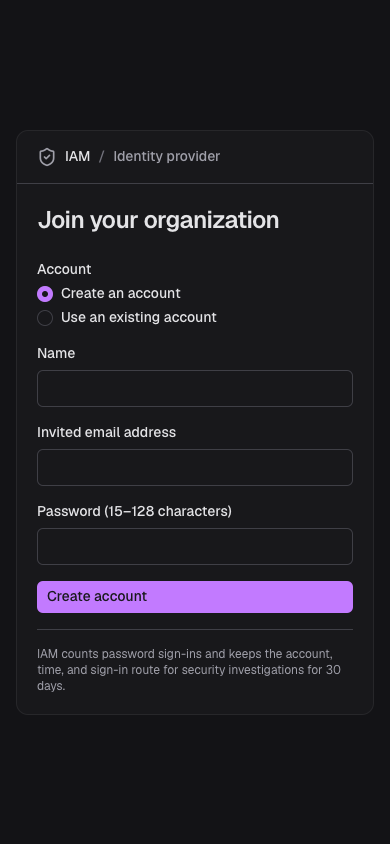 IAM / Identity provider
Join your organization
Account
Create an account
Use an existing account
Name
Invited email address
Password (15–128 characters)
Create account
IAM counts password sign-ins and keeps the account,
time, and sign-in route for security investigations for 30
days.